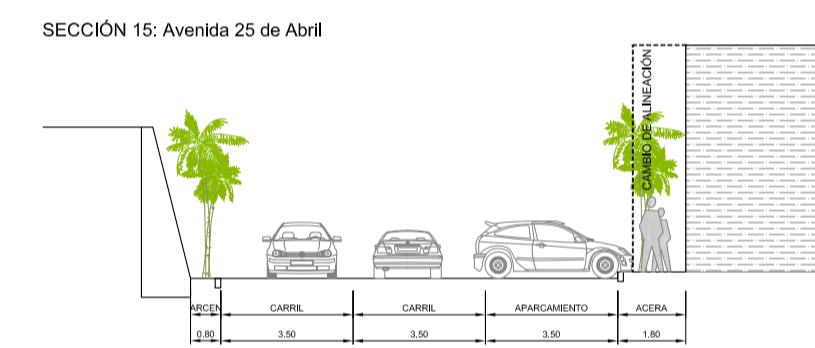 SECCIÓN 15: Avenida 25 de Abril
CAMBIO DE ALINEACIÓN
ARCEN CARRIL CARRIL APARCAMIENTO ACERA
0.80 3.50 3.50 3.50 1.80